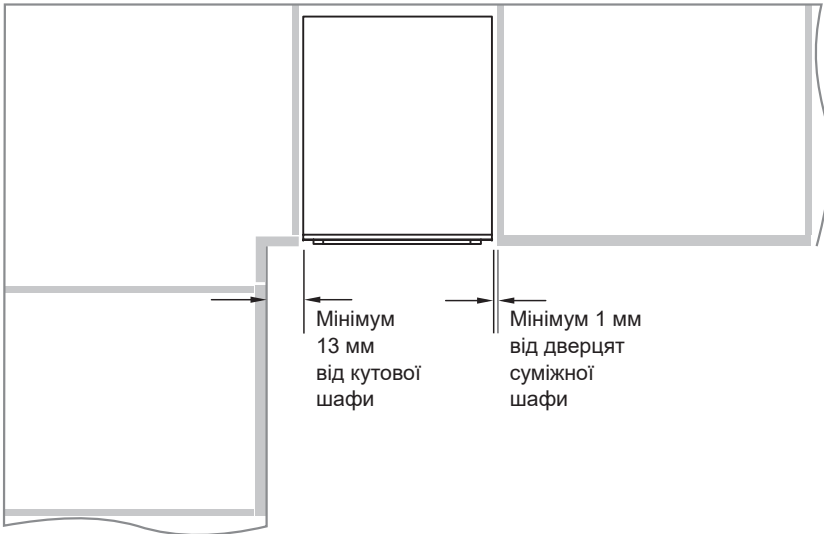 Мінімум
13 мм
від кутової
шафи
Мінімум 1 мм
від дверцят
суміжної
шафи